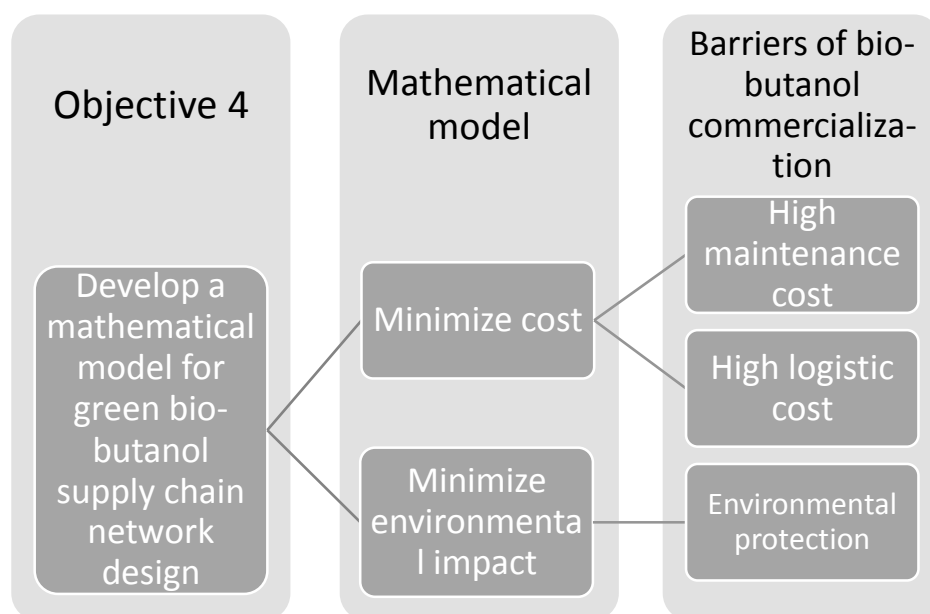 Objective 4
Develop a
mathematical
model for
green bio-
butanol
supply chain
network
design
Mathematical
model
Minimize cost
Minimize
environmenta
l impact
Barriers of bio-
butanol
commercializa-
tion
High
maintenance
cost
High logistic
cost
Environmental
protection